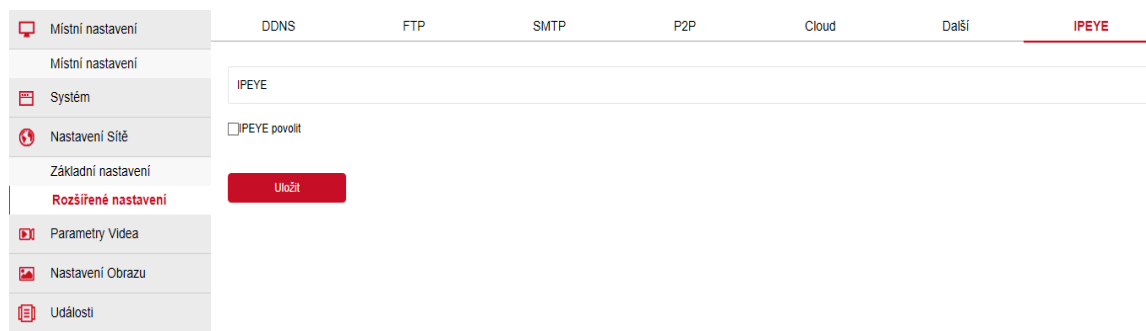 Místní nastavení
Místní nastavení
Systém
Nastavení Sítě
Základní nastavení
Rozšířené nastavení
Parametry Videa
Nastavení Obrazu
Události
DDNS FTP SMTP P2P Cloud Další IPEYE
IPEYE
IPEYE povolit
Uložit